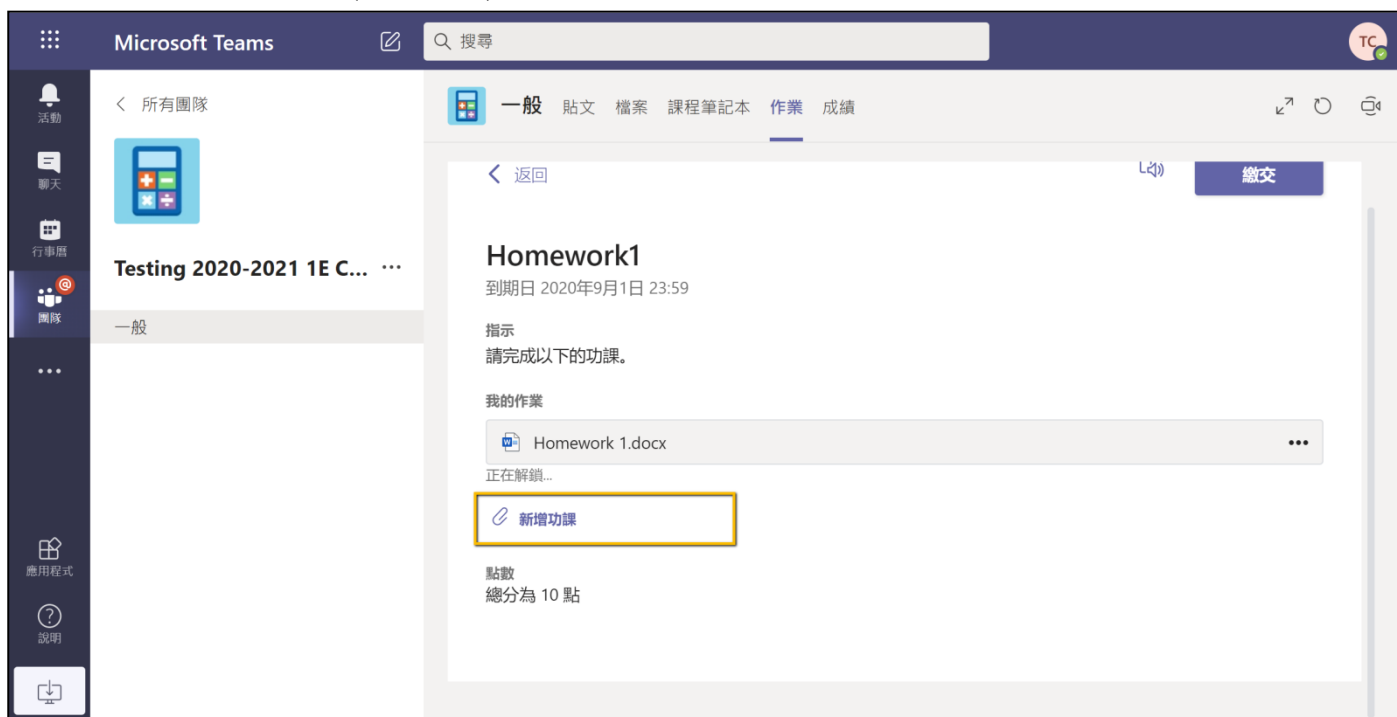 Microsoft Teams
搜尋
TC
活動
聊天
行事曆
@
團隊
應用程式
說明
所有團隊
Testing 2020-2021 1E C... ...
一般
一般 貼文 檔案 課程筆記本 作業 成績
返回
繳交
Homework1
到期日 2020年9月1日 23:59
指示
請完成以下的功課。
我的作業
Homework 1.docx
正在解鎖...
新增功課
點數
總分為 10 點